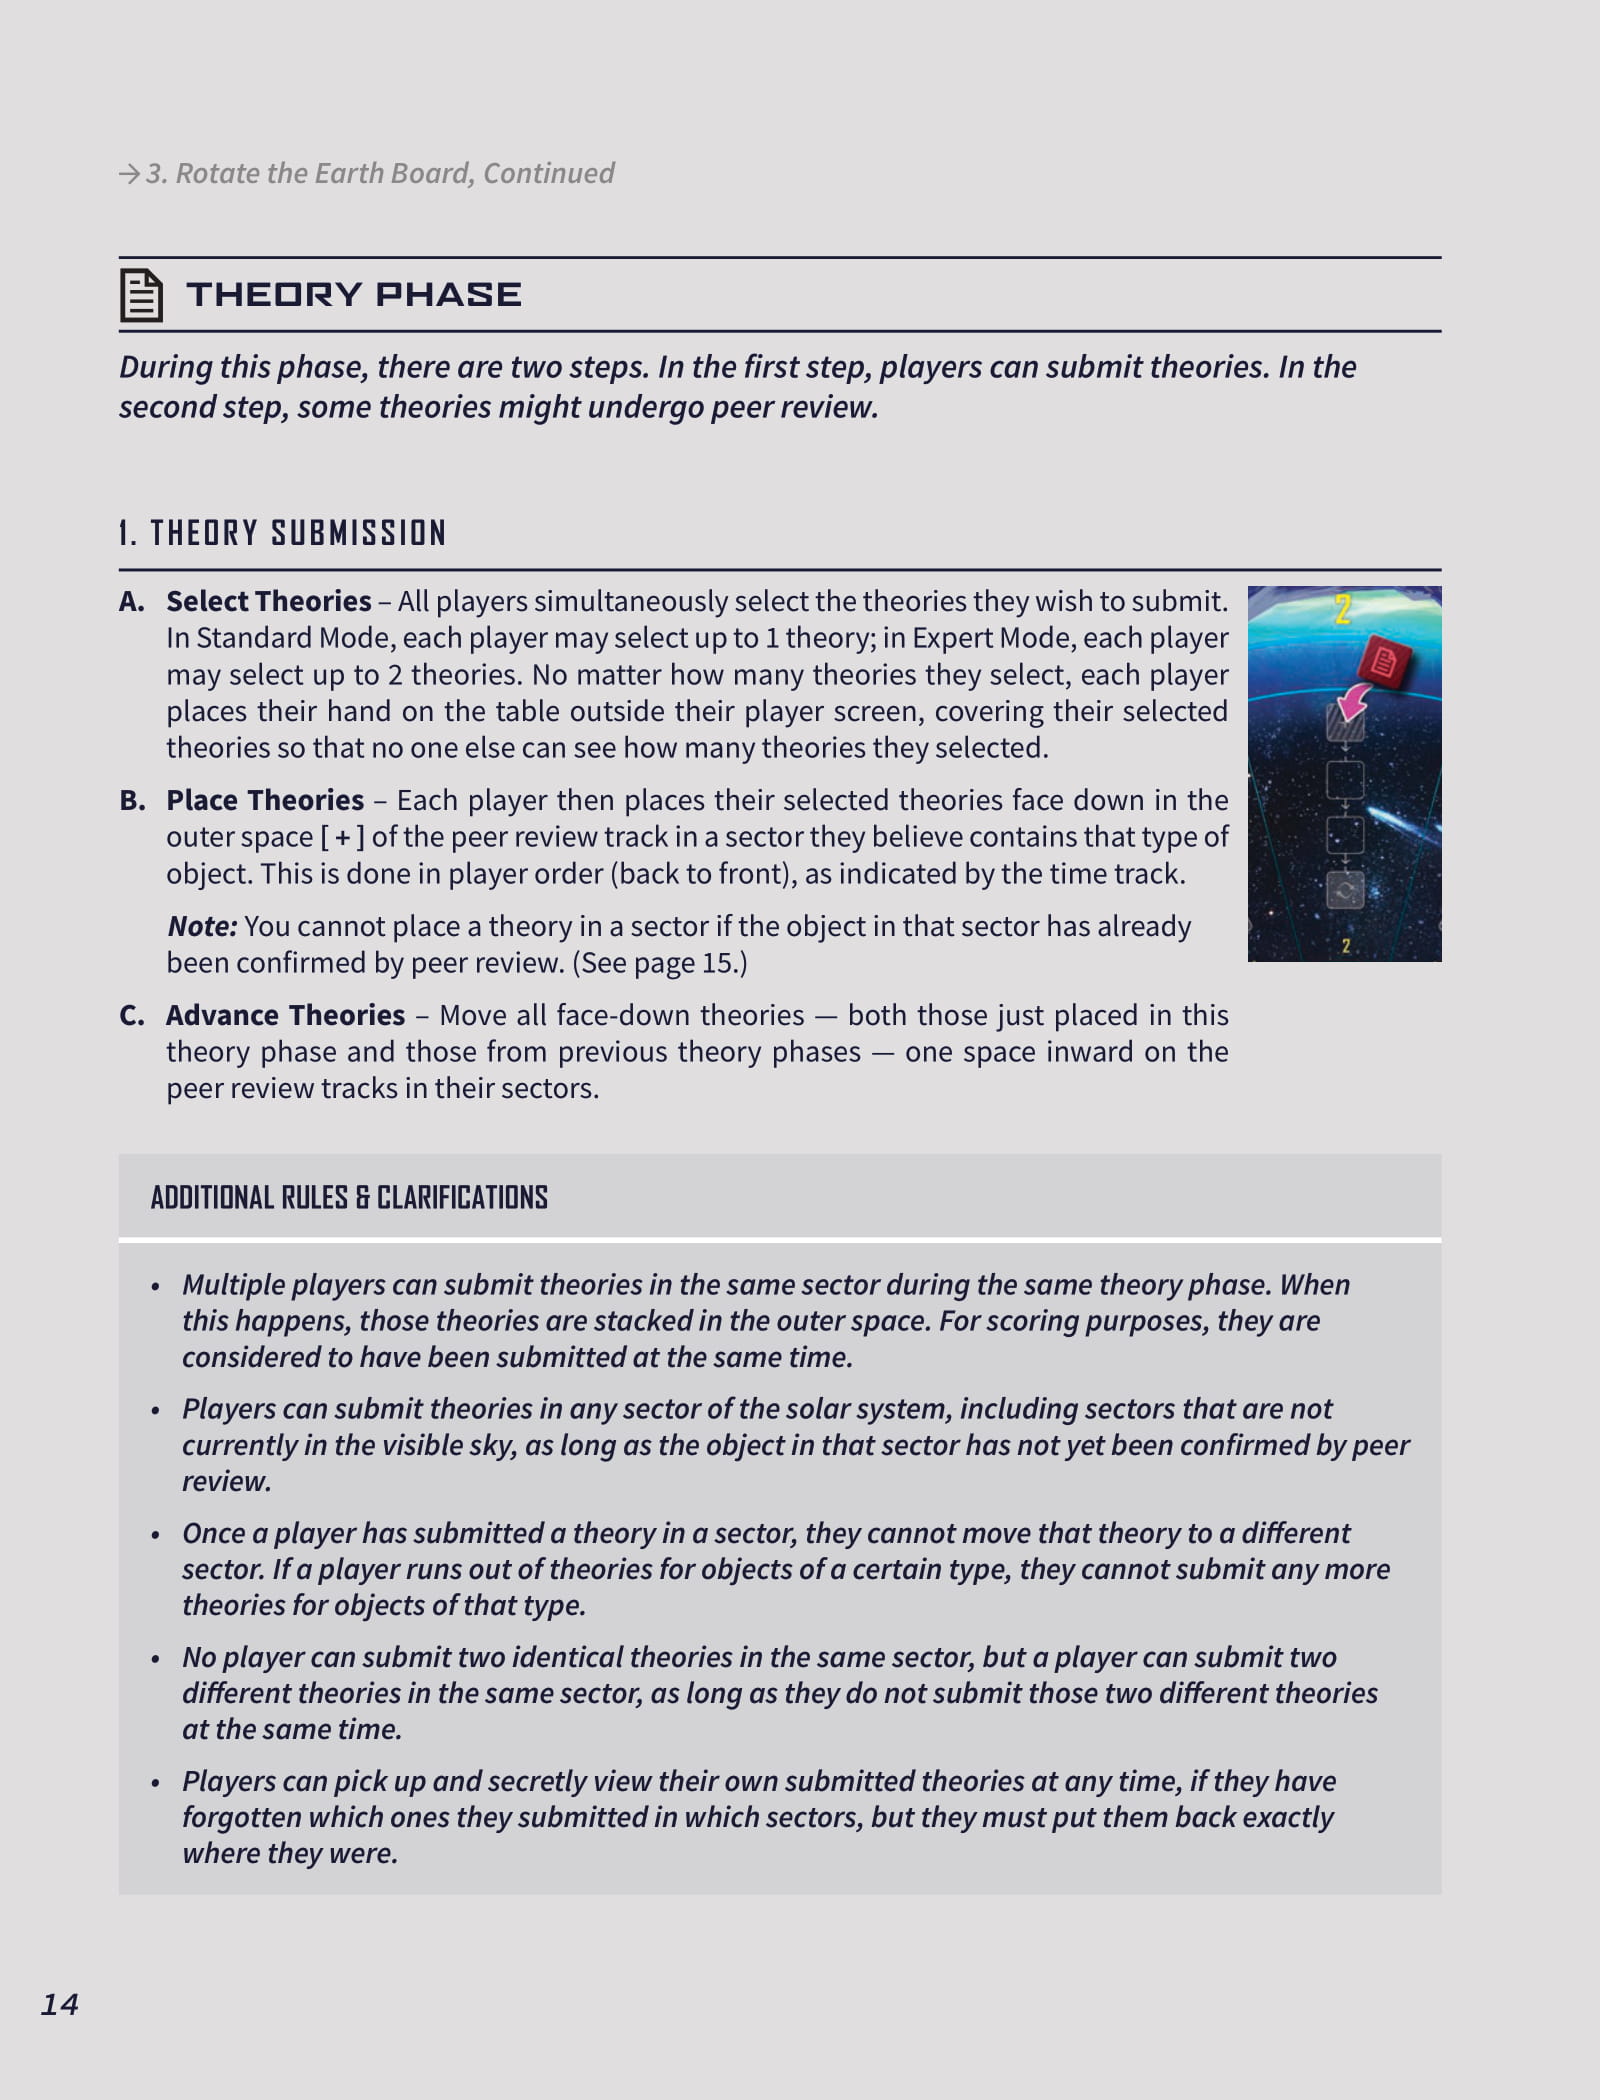 → 3. Rotate the Earth Board, Continued
THEORY PHASE
During this phase, there are two steps. In the first step, players can submit theories. In the
second step, some theories might undergo peer review.
1. THEORY SUBMISSION
A. Select Theories – All players simultaneously select the theories they wish to submit.
In Standard Mode, each player may select up to 1 theory; in Expert Mode, each player
may select up to 2 theories. No matter how many theories they select, each player
places their hand on the table outside their player screen, covering their selected
theories so that no one else can see how many theories they selected.
B. Place Theories – Each player then places their selected theories face down in the
outer space [ + ] of the peer review track in a sector they believe contains that type of
object. This is done in player order (back to front), as indicated by the time track.
Note: You cannot place a theory in a sector if the object in that sector has already
been confirmed by peer review. (See page 15.)
C. Advance Theories – Move all face-down theories — both those just placed in this
theory phase and those from previous theory phases — one space inward on the
peer review tracks in their sectors.
2
2
ADDITIONAL RULES & CLARIFICATIONS
• Multiple players can submit theories in the same sector during the same theory phase. When
this happens, those theories are stacked in the outer space. For scoring purposes, they are
considered to have been submitted at the same time.
• Players can submit theories in any sector of the solar system, including sectors that are not
currently in the visible sky, as long as the object in that sector has not yet been confirmed by peer
review.
• Once a player has submitted a theory in a sector, they cannot move that theory to a different
sector. If a player runs out of theories for objects of a certain type, they cannot submit any more
theories for objects of that type.
• No player can submit two identical theories in the same sector, but a player can submit two
different theories in the same sector, as long as they do not submit those two different theories
at the same time.
• Players can pick up and secretly view their own submitted theories at any time, if they have
forgotten which ones they submitted in which sectors, but they must put them back exactly
where they were.
14